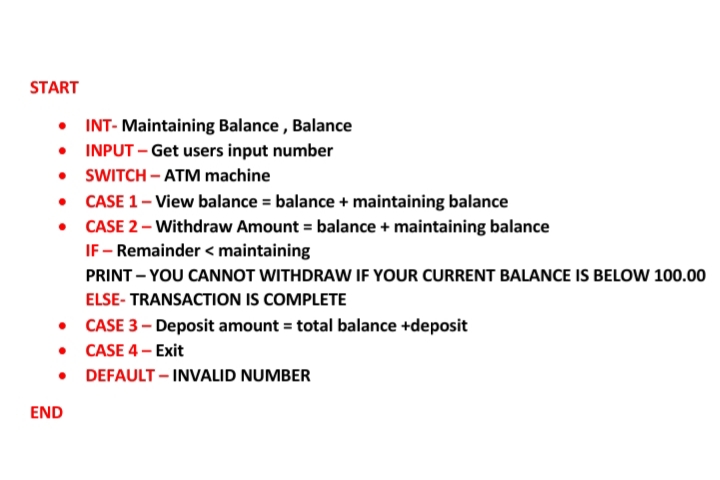 START
• INT- Maintaining Balance , Balance
• INPUT – Get users input number
• SWITCH – ATM machine
• CASE 1 – View balance = balance + maintaining balance
• CASE 2 – Withdraw Amount = balance + maintaining balance
IF – Remainder < maintaining
PRINT – YOU CANNOT WITHDRAW IF YOUR CURRENT BALANCE IS BELOW 100.00
ELSE- TRANSACTION IS COMPLETE
• CASE 3 – Deposit amount = total balance +deposit
• CASE 4 – Exit
• DEFAULT – INVALID NUMBER
END